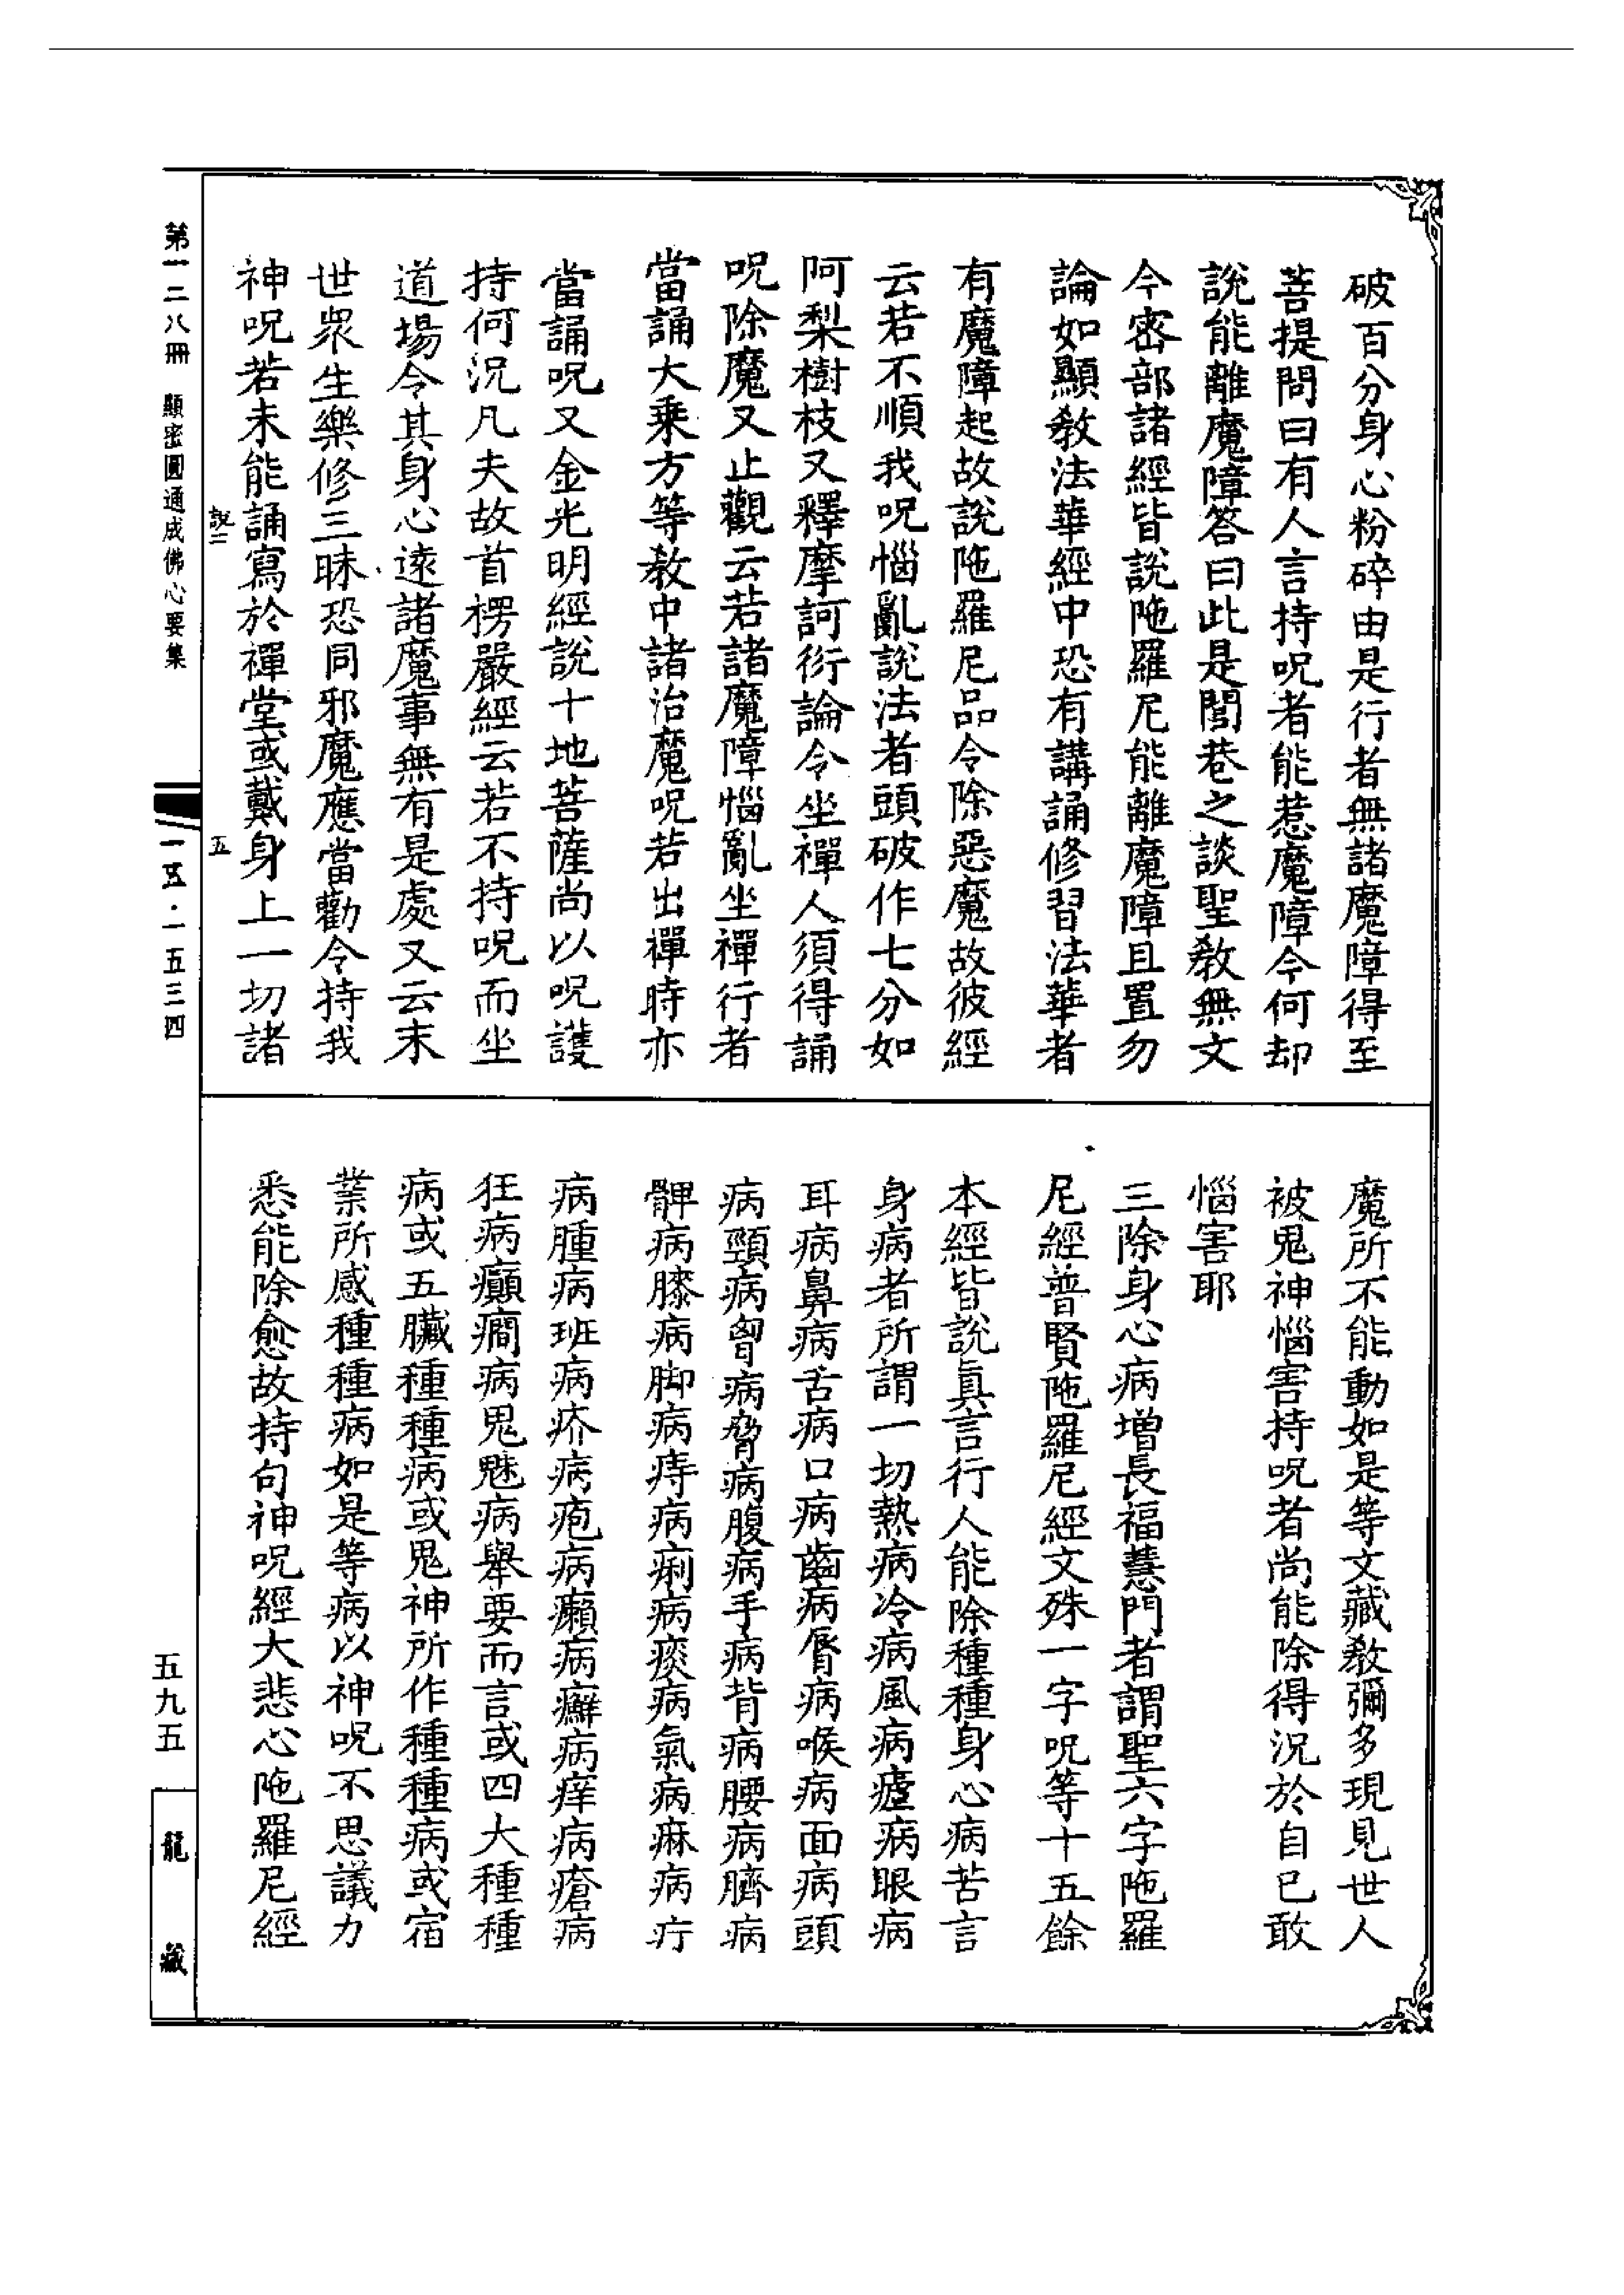 破百分身心粉碎由是行者無諸魔障得至
菩提問曰有人言持呪者能惹魔障今何却
說能離魔障答曰此是閭巷之談聖教無文
今密部諸經皆說陁羅尼能離魔障且置勿
論如顯教法華經中恐有講誦修習法華者
有魔障起故說陁羅尼品令除惡魔故彼經
云若不順我呪惱亂說法者頭破作七分如
阿梨樹枝又釋摩訶衍論令坐禪人須得誦
呪除魔又止觀云若諸魔障惱亂坐禪行者
當誦大乗方等教中諸治魔呪若出禪時亦
當誦呪又金光明經說十地菩薩尚以呪護
持何況凡夫故首楞嚴經云若不持呪而坐
道場令其身心遠諸魔事無有是處又云末
世衆生樂修三昧恐同邪魔應當勸令持我
神呪若未能誦寫於禪堂或戴身上一切諸
魔所不能動如是等文藏教彌多現見世人
被鬼神惱害持呪者尚能除得況於自己敢
惱害耶
三除身心病增長福慧門者謂聖六字陁羅
尼經普賢陁羅尼經文殊一字呪等十五餘
本經皆說眞言行人能除種種身心病苦言
身病者所謂一切熱病冷病風病瘧病眼病
耳病鼻病舌病口病齒病脣病喉病面病頭
病頸病胷病脅病腹病手病背病腰病臍病
髀病膝病脚病痔病痢病痰病氣病痳病疔
病腫病班病疥病疱病癩病癬病痒病瘡病
狂病癲癇病鬼魅病舉要而言或四大種種
病或五臟種種病或鬼神所作種種病或宿
業所感種種病如是等病以神呪不思議力
悉能除愈故持句神呪經大悲心陁羅尼經
第一二八冊 顯密圓通成佛心要集
說二 五
一五·一五三四
五九五
龍藏